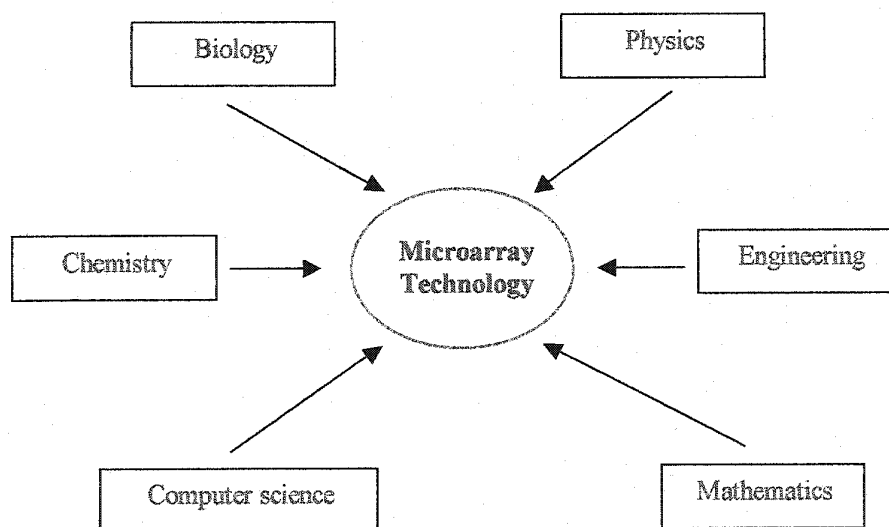 Biology
Physics
Chemistry
Microarray
Technology
Engineering
Computer science
Mathematics